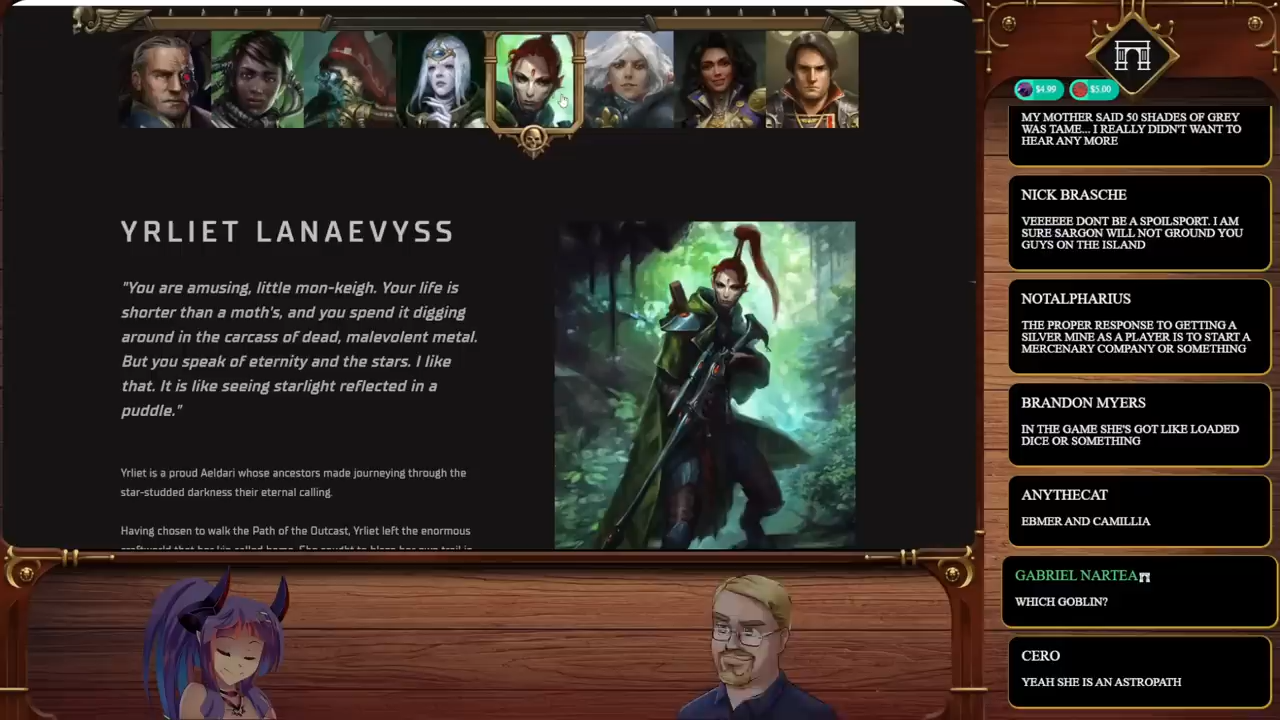 YRLIET LANAEVYSS
"You are amusing, little mon-keigh. Your life is
shorter than a moth's, and you spend it digging
around in the carcass of dead, malevolent metal.
But you speak of eternity and the stars. I like
that. It is like seeing starlight reflected in a
puddle."
Yrliet is a proud Aeldari whose ancestors made journeying through the
star-studded darkness their eternal calling.
Having chosen to walk the Path of the Outcast, Yrliet left the enormous
$4.99
$5.00
MY MOTHER SAID 50 SHADES OF GREY
WAS TAME... I REALLY DIDN'T WANT TO
HEAR ANY MORE
NICK BRASCHE
VEEEEEE DONT BE A SPOILSPORT. I AM
SURE SARGON WILL NOT GROUND YOU
GUYS ON THE ISLAND
NOTALPHARIUS
THE PROPER RESPONSE TO GETTING A
SILVER MINE AS A PLAYER IS TO START A
MERCENARY COMPANY OR SOMETHING
BRANDON MYERS
IN THE GAME SHE'S GOT LIKE LOADED
DICE OR SOMETHING
ANYTHECAT
EBMER AND CAMILLIA
GABRIEL NARTEA
WHICH GOBLIN?
CERO
YEAH SHE IS AN ASTROPATH